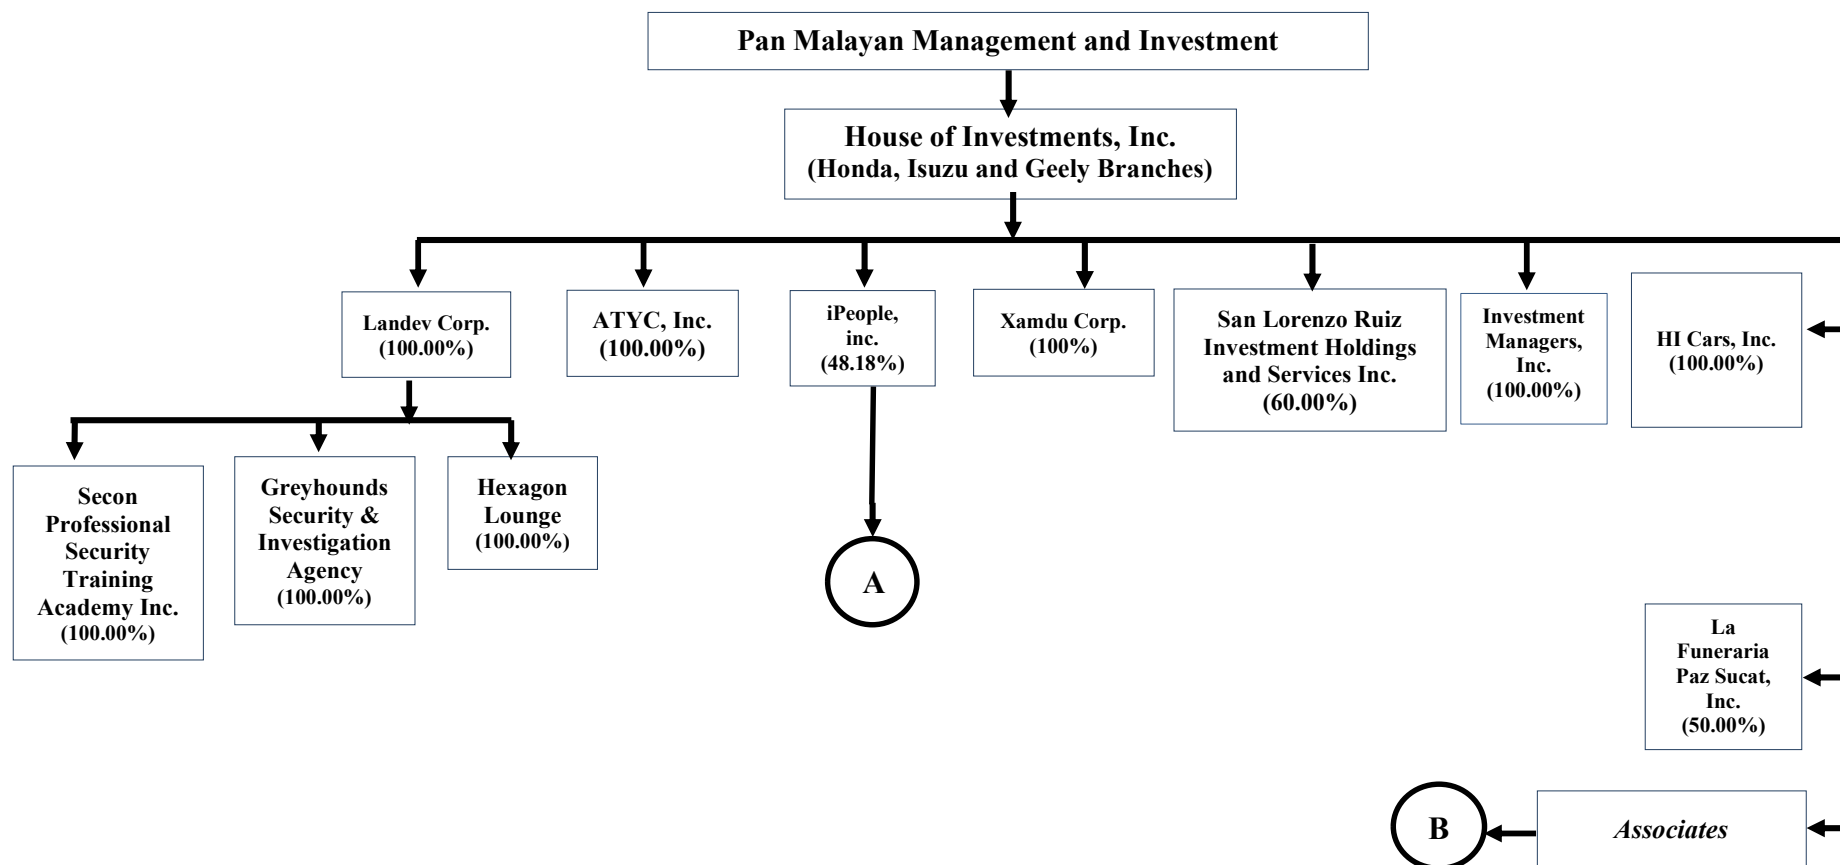 Pan Malayan Management and Investment
House of Investments, Inc.
(Honda, Isuzu and Geely Branches)
Landev Corp.
(100.00%)
ATYC, Inc.
(100.00%)
iPeople,
inc.
(48.18%)
Xamdu Corp.
(100%)
San Lorenzo Ruiz
Investment Holdings
and Services Inc.
(60.00%)
Investment
Managers,
Inc.
(100.00%)
HI Cars, Inc.
(100.00%)
Secon
Professional
Security
Training
Academy Inc.
(100.00%)
Greyhounds
Security &
Investigation
Agency
(100.00%)
Hexagon
Lounge
(100.00%)
A
La
Funeraria
Paz Sucat,
Inc.
(50.00%)
B
Associates